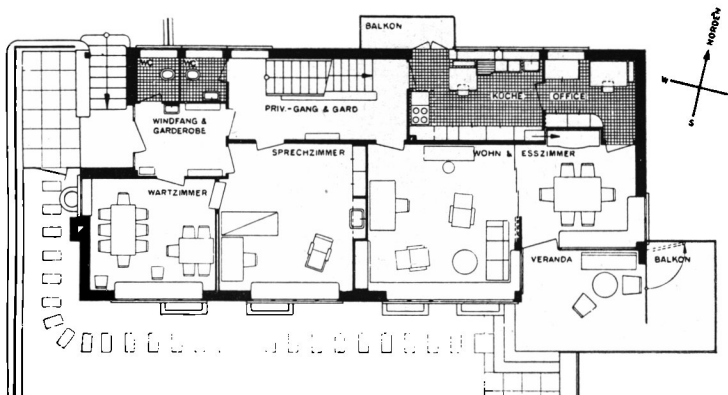 BALKON
NORDEN
W
S
WC
WC
KÜCHE
OFFICE
PRIV.-GANG & GARD
WINDFANG &
GARDEROBE
SPRECHZIMMER
WOHN & ESSZIMMER
WARTZIMMER
VERANDA
BALKON